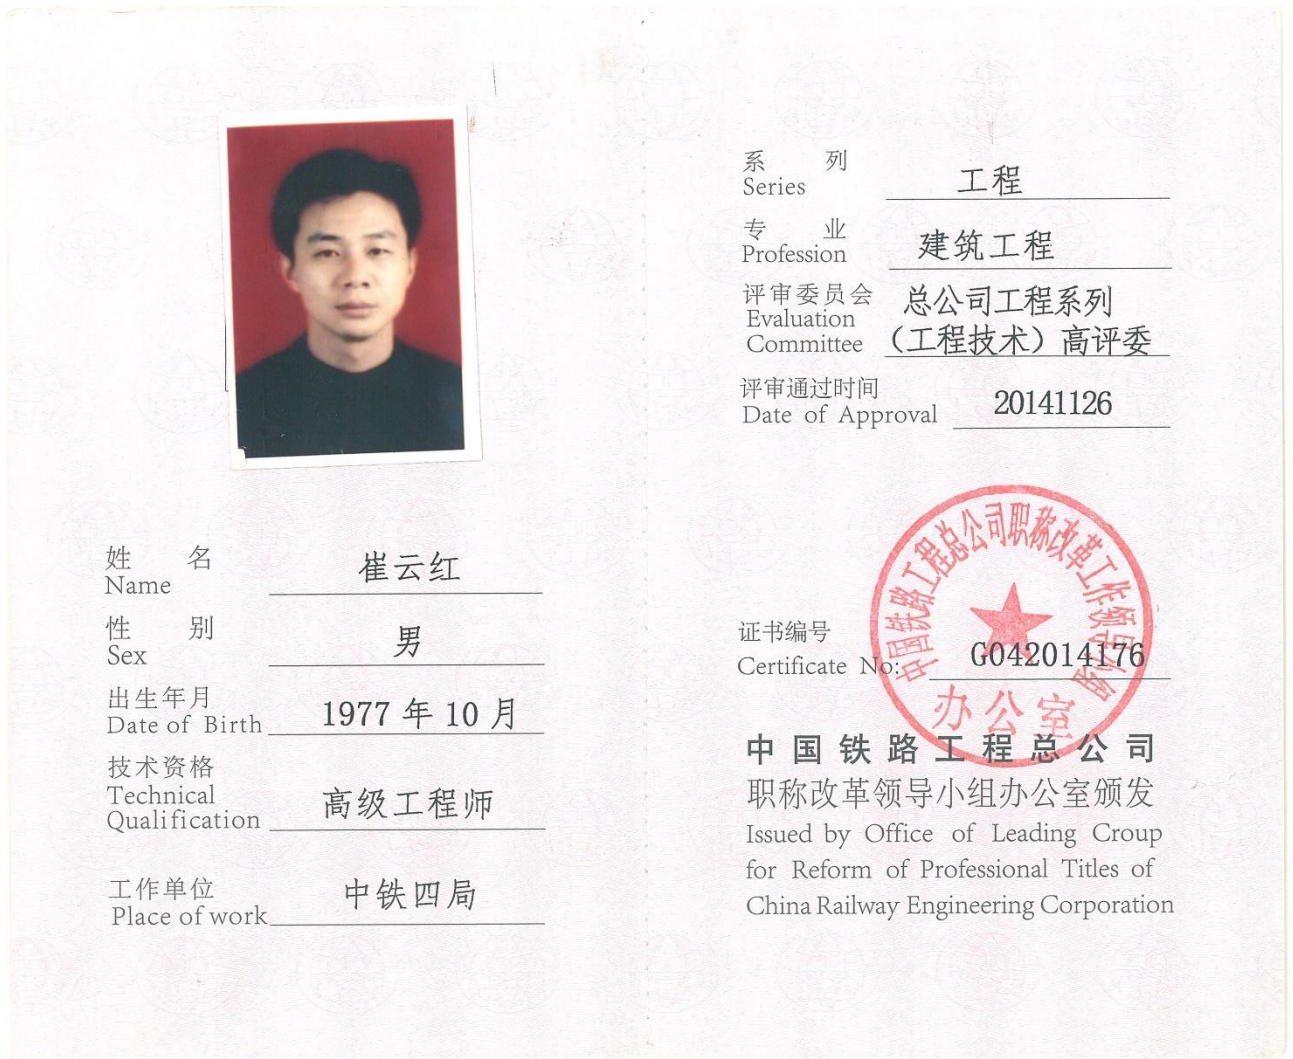 姓 名 崔云红
Name
性 别 男
Sex
出生年月 1977 年 10 月
Date of Birth
技术资格
Technical 高级工程师
Qualification
工作单位 中铁四局
Place of work
系 列 工程
Series
专 业 建筑工程
Profession
评审委员会 总公司工程系列
Evaluation
Committee （工程技术）高评委
评审通过时间 20141126
Date of Approval
中国铁路工程总公司职称改革工作领导小组
证书编号
Certificate No: G042014176
办公室
中国铁路工程总公司
职称改革领导小组办公室颁发
Issued by Office of Leading Croup
for Reform of Professional Titles of
China Railway Engineering Corporation